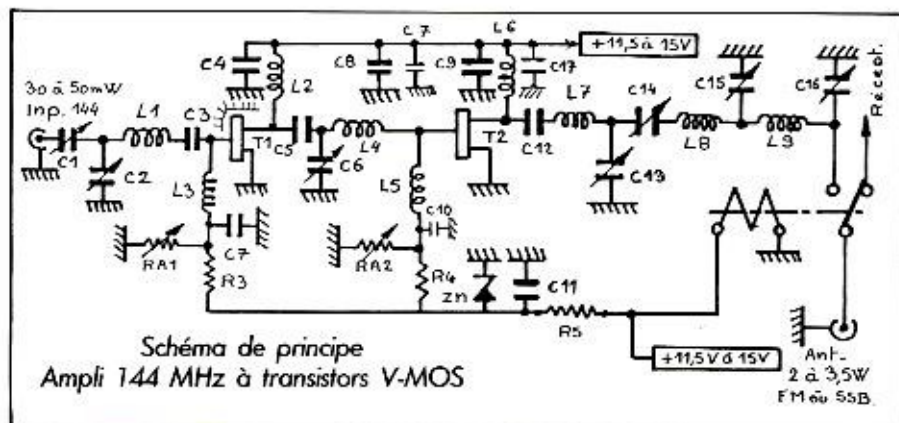 +11,5 à 15V
30 à 50mW
Inp. 144
C1
C2
L1
C3
C4
L2
L3
T1
C5
C6
L4
C8
C7
C9
L6
C17
T2
C12
L7
C13
C14
L8
C15
L9
C16
Récept.
L5
C10
RA1
C7
R3
RA2
R4
Zn
C11
R5
+11,5V à 15V
Ant.
2 à 3,5W
FM ou SSB.
Schéma de principe
Ampli 144 MHz à transistors V-MOS